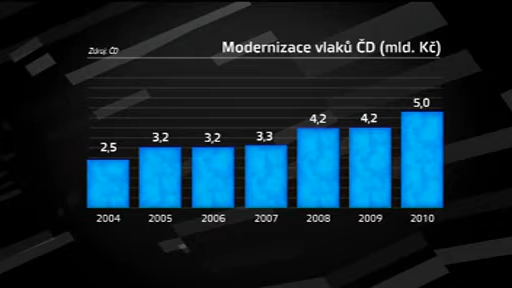 Zdroj: ČD
Modernizace vlaků ČD (mld. Kč)
2,5 3,2 3,2 3,3 4,2 4,2 5,0
2004 2005 2006 2007 2008 2009 2010